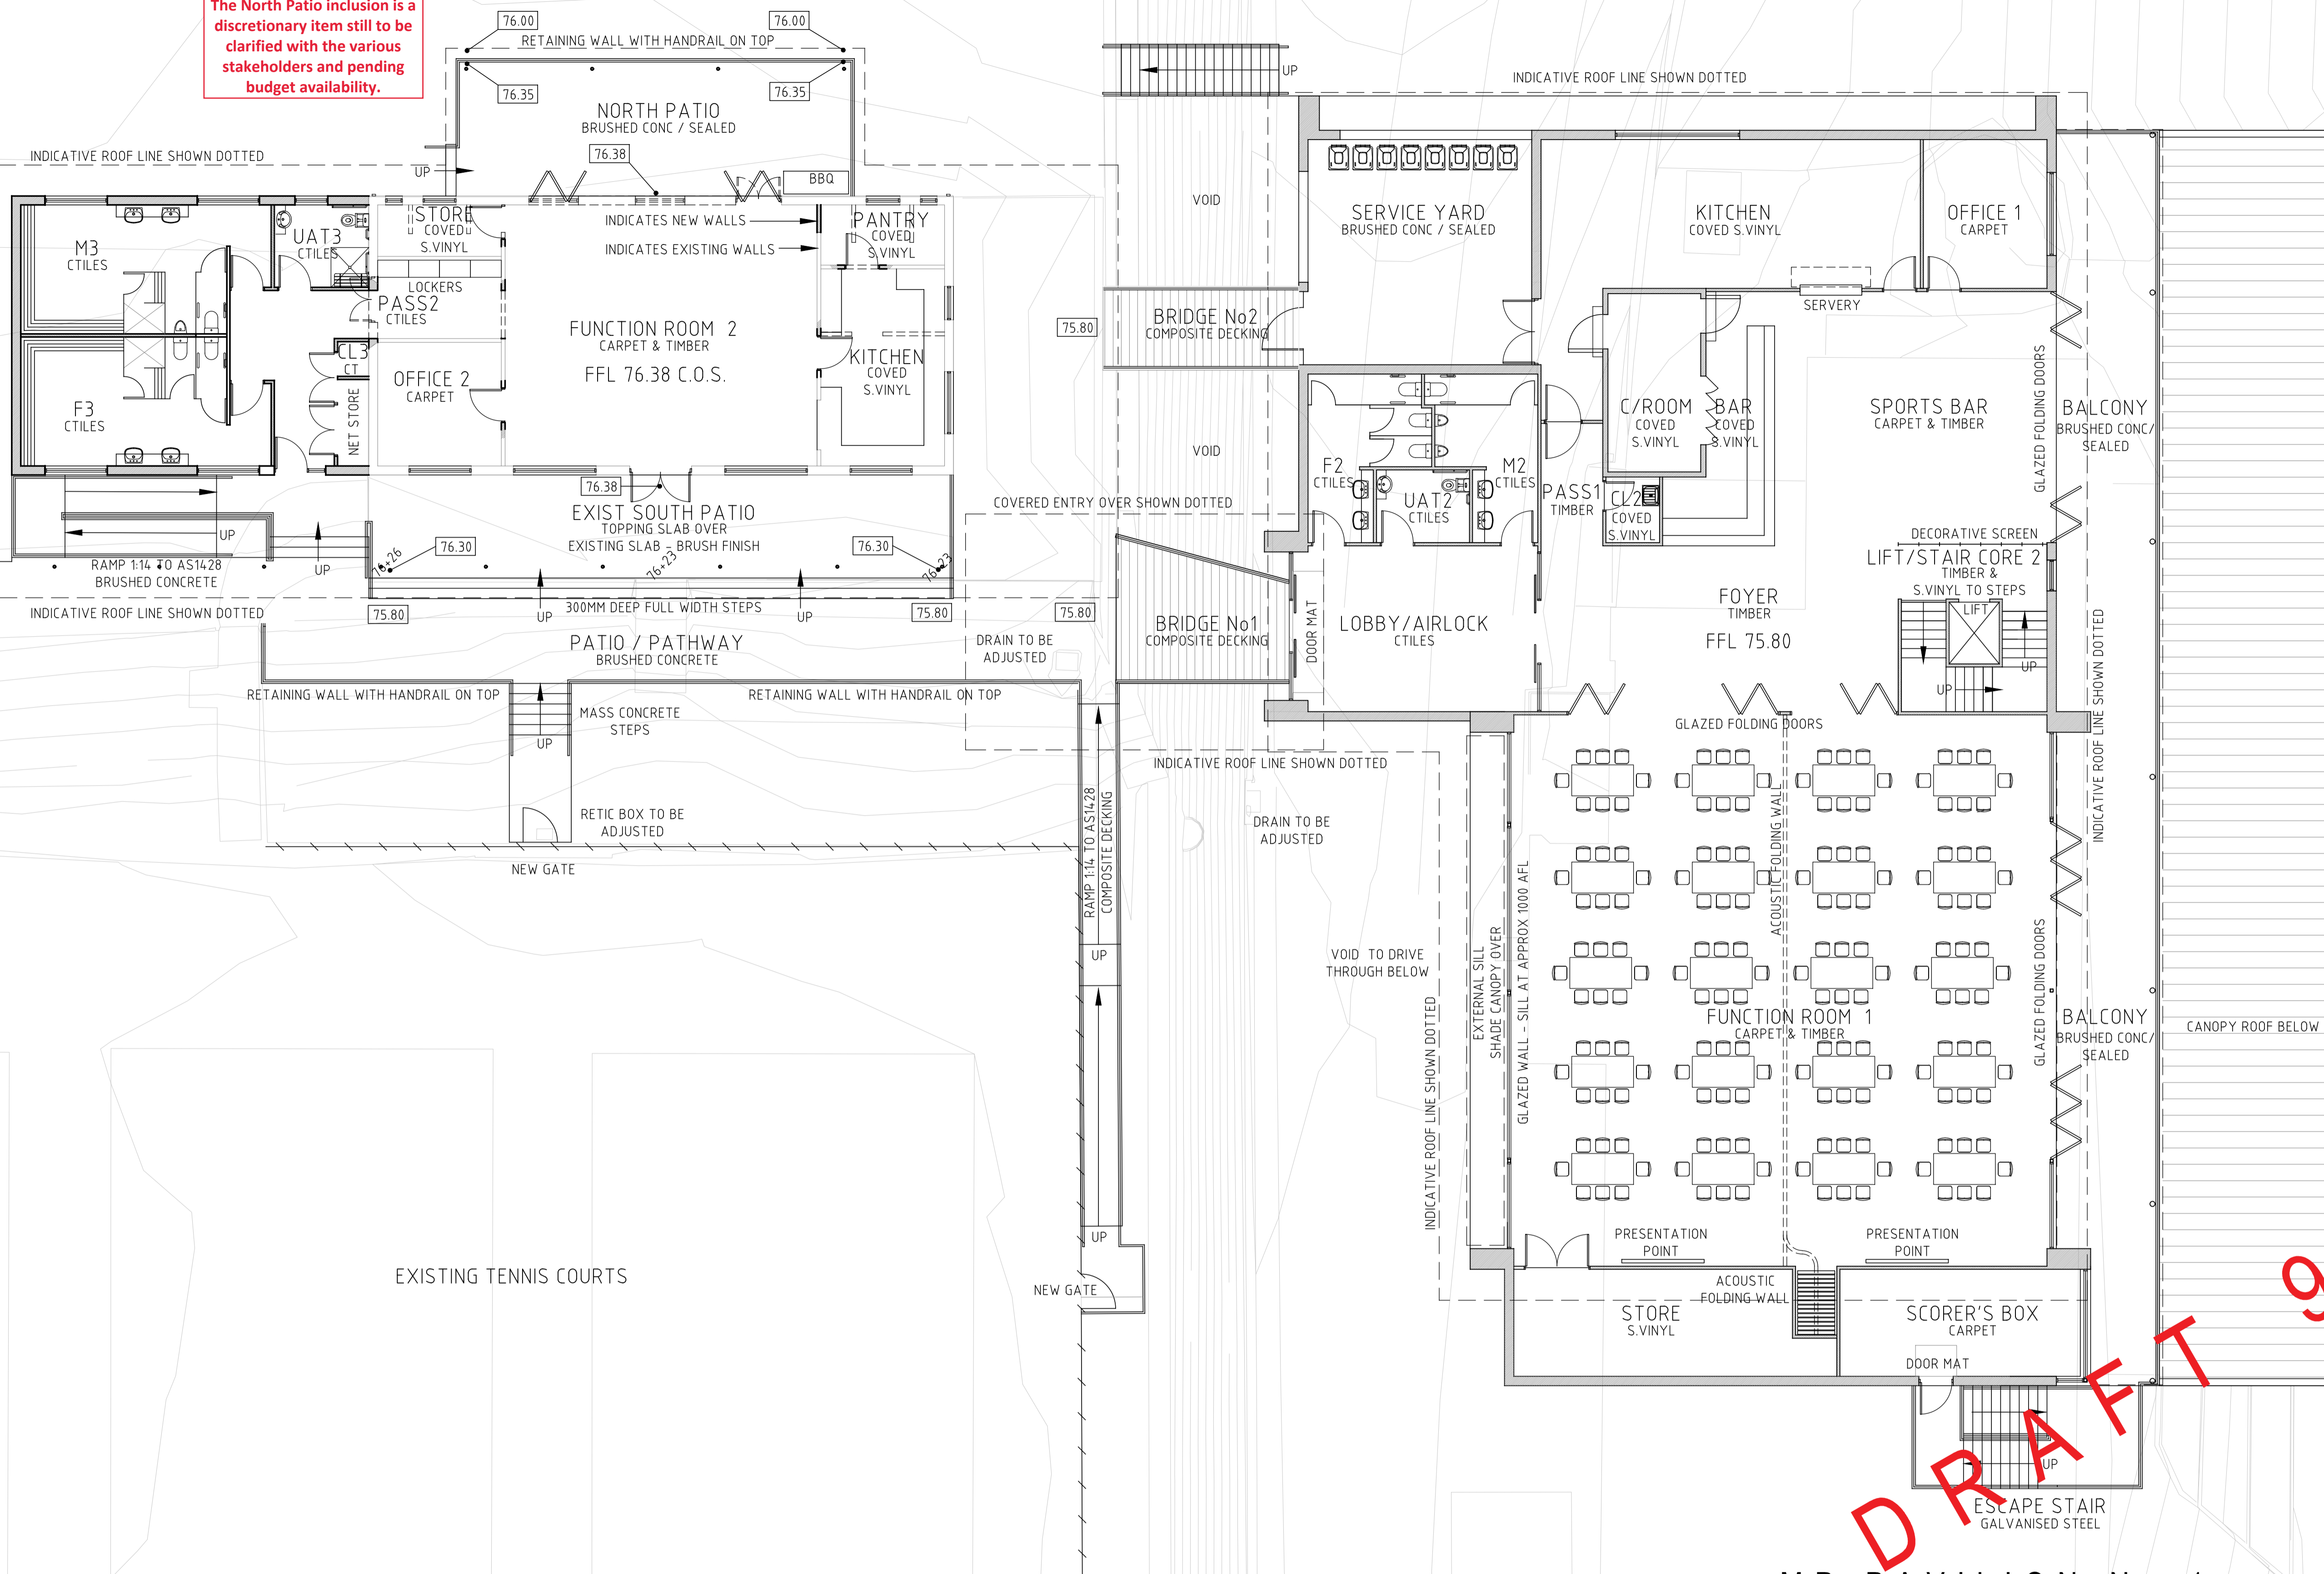 The North Patio inclusion is a
discretionary item still to be
clarified with the various
stakeholders and pending
budget availability.
76.00
76.00
RETAINING WALL WITH HANDRAIL ON TOP
76.35
76.35
NORTH PATIO
BRUSHED CONC / SEALED
76.38
INDICATIVE ROOF LINE SHOWN DOTTED
UP
BBQ
M3
CTILES
UAT3
CTILES
STORE
COVED
S.VINYL
LOCKERS
PASS2
CTILES
INDICATES NEW WALLS
INDICATES EXISTING WALLS
PANTRY
COVED
S.VINYL
FUNCTION ROOM 2
CARPET & TIMBER
FFL 76.38 C.O.S.
KITCHEN
COVED
S.VINYL
CL3
CT
OFFICE 2
CARPET
F3
CTILES
NET STORE
76.38
EXIST SOUTH PATIO
TOPPING SLAB OVER
EXISTING SLAB - BRUSH FINISH
76.30
76.30
76+26
76+23
76+23
UP
UP
RAMP 1:14 TO AS1428
BRUSHED CONCRETE
INDICATIVE ROOF LINE SHOWN DOTTED
75.80
300MM DEEP FULL WIDTH STEPS
UP
UP
75.80
75.80
PATIO / PATHWAY
BRUSHED CONCRETE
DRAIN TO BE
ADJUSTED
RETAINING WALL WITH HANDRAIL ON TOP
RETAINING WALL WITH HANDRAIL ON TOP
MASS CONCRETE
STEPS
UP
RETIC BOX TO BE
ADJUSTED
NEW GATE
EXISTING TENNIS COURTS
RAMP 1:14 TO AS1428
COMPOSITE DECKING
UP
UP
NEW GATE
UP
VOID
75.80
BRIDGE No2
COMPOSITE DECKING
VOID
COVERED ENTRY OVER SHOWN DOTTED
BRIDGE No1
COMPOSITE DECKING
INDICATIVE ROOF LINE SHOWN DOTTED
DRAIN TO BE
ADJUSTED
VOID TO DRIVE
THROUGH BELOW
INDICATIVE ROOF LINE SHOWN DOTTED
INDICATIVE ROOF LINE SHOWN DOTTED
SERVICE YARD
BRUSHED CONC / SEALED
KITCHEN
COVED S.VINYL
OFFICE 1
CARPET
SERVERY
C/ROOM
COVED
S.VINYL
BAR
COVED
S.VINYL
SPORTS BAR
CARPET & TIMBER
GLAZED FOLDING DOORS
BALCONY
BRUSHED CONC/
SEALED
F2
CTILES
UAT2
CTILES
M2
CTILES
PASS1
TIMBER
CL2
COVED
S.VINYL
DECORATIVE SCREEN
LIFT/STAIR CORE 2
TIMBER &
S.VINYL TO STEPS
LIFT
UP
UP
FOYER
TIMBER
FFL 75.80
DOOR MAT
LOBBY/AIRLOCK
CTILES
INDICATIVE ROOF LINE SHOWN DOTTED
GLAZED FOLDING DOORS
ACOUSTIC FOLDING WALL
EXTERNAL SILL
SHADE CANOPY OVER
GLAZED WALL - SILL AT APPROX 1000 AFL
FUNCTION ROOM 1
CARPET & TIMBER
GLAZED FOLDING DOORS
BALCONY
BRUSHED CONC/
SEALED
CANOPY ROOF BELOW
PRESENTATION
POINT
PRESENTATION
POINT
ACOUSTIC
FOLDING WALL
STORE
S.VINYL
SCORER'S BOX
CARPET
DOOR MAT
UP
ESCAPE STAIR
GALVANISED STEEL
DRAFT 9